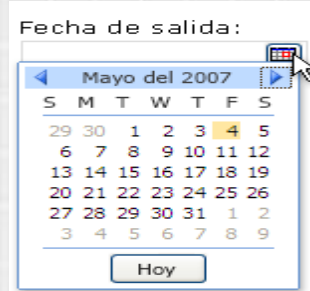 Fecha de salida:
Mayo del 2007
S M T W T F S
29 30 1 2 3 4 5
6 7 8 9 10 11 12
13 14 15 16 17 18 19
20 21 22 23 24 25 26
27 28 29 30 31 1 2
3 4 5 6 7 8 9
Hoy